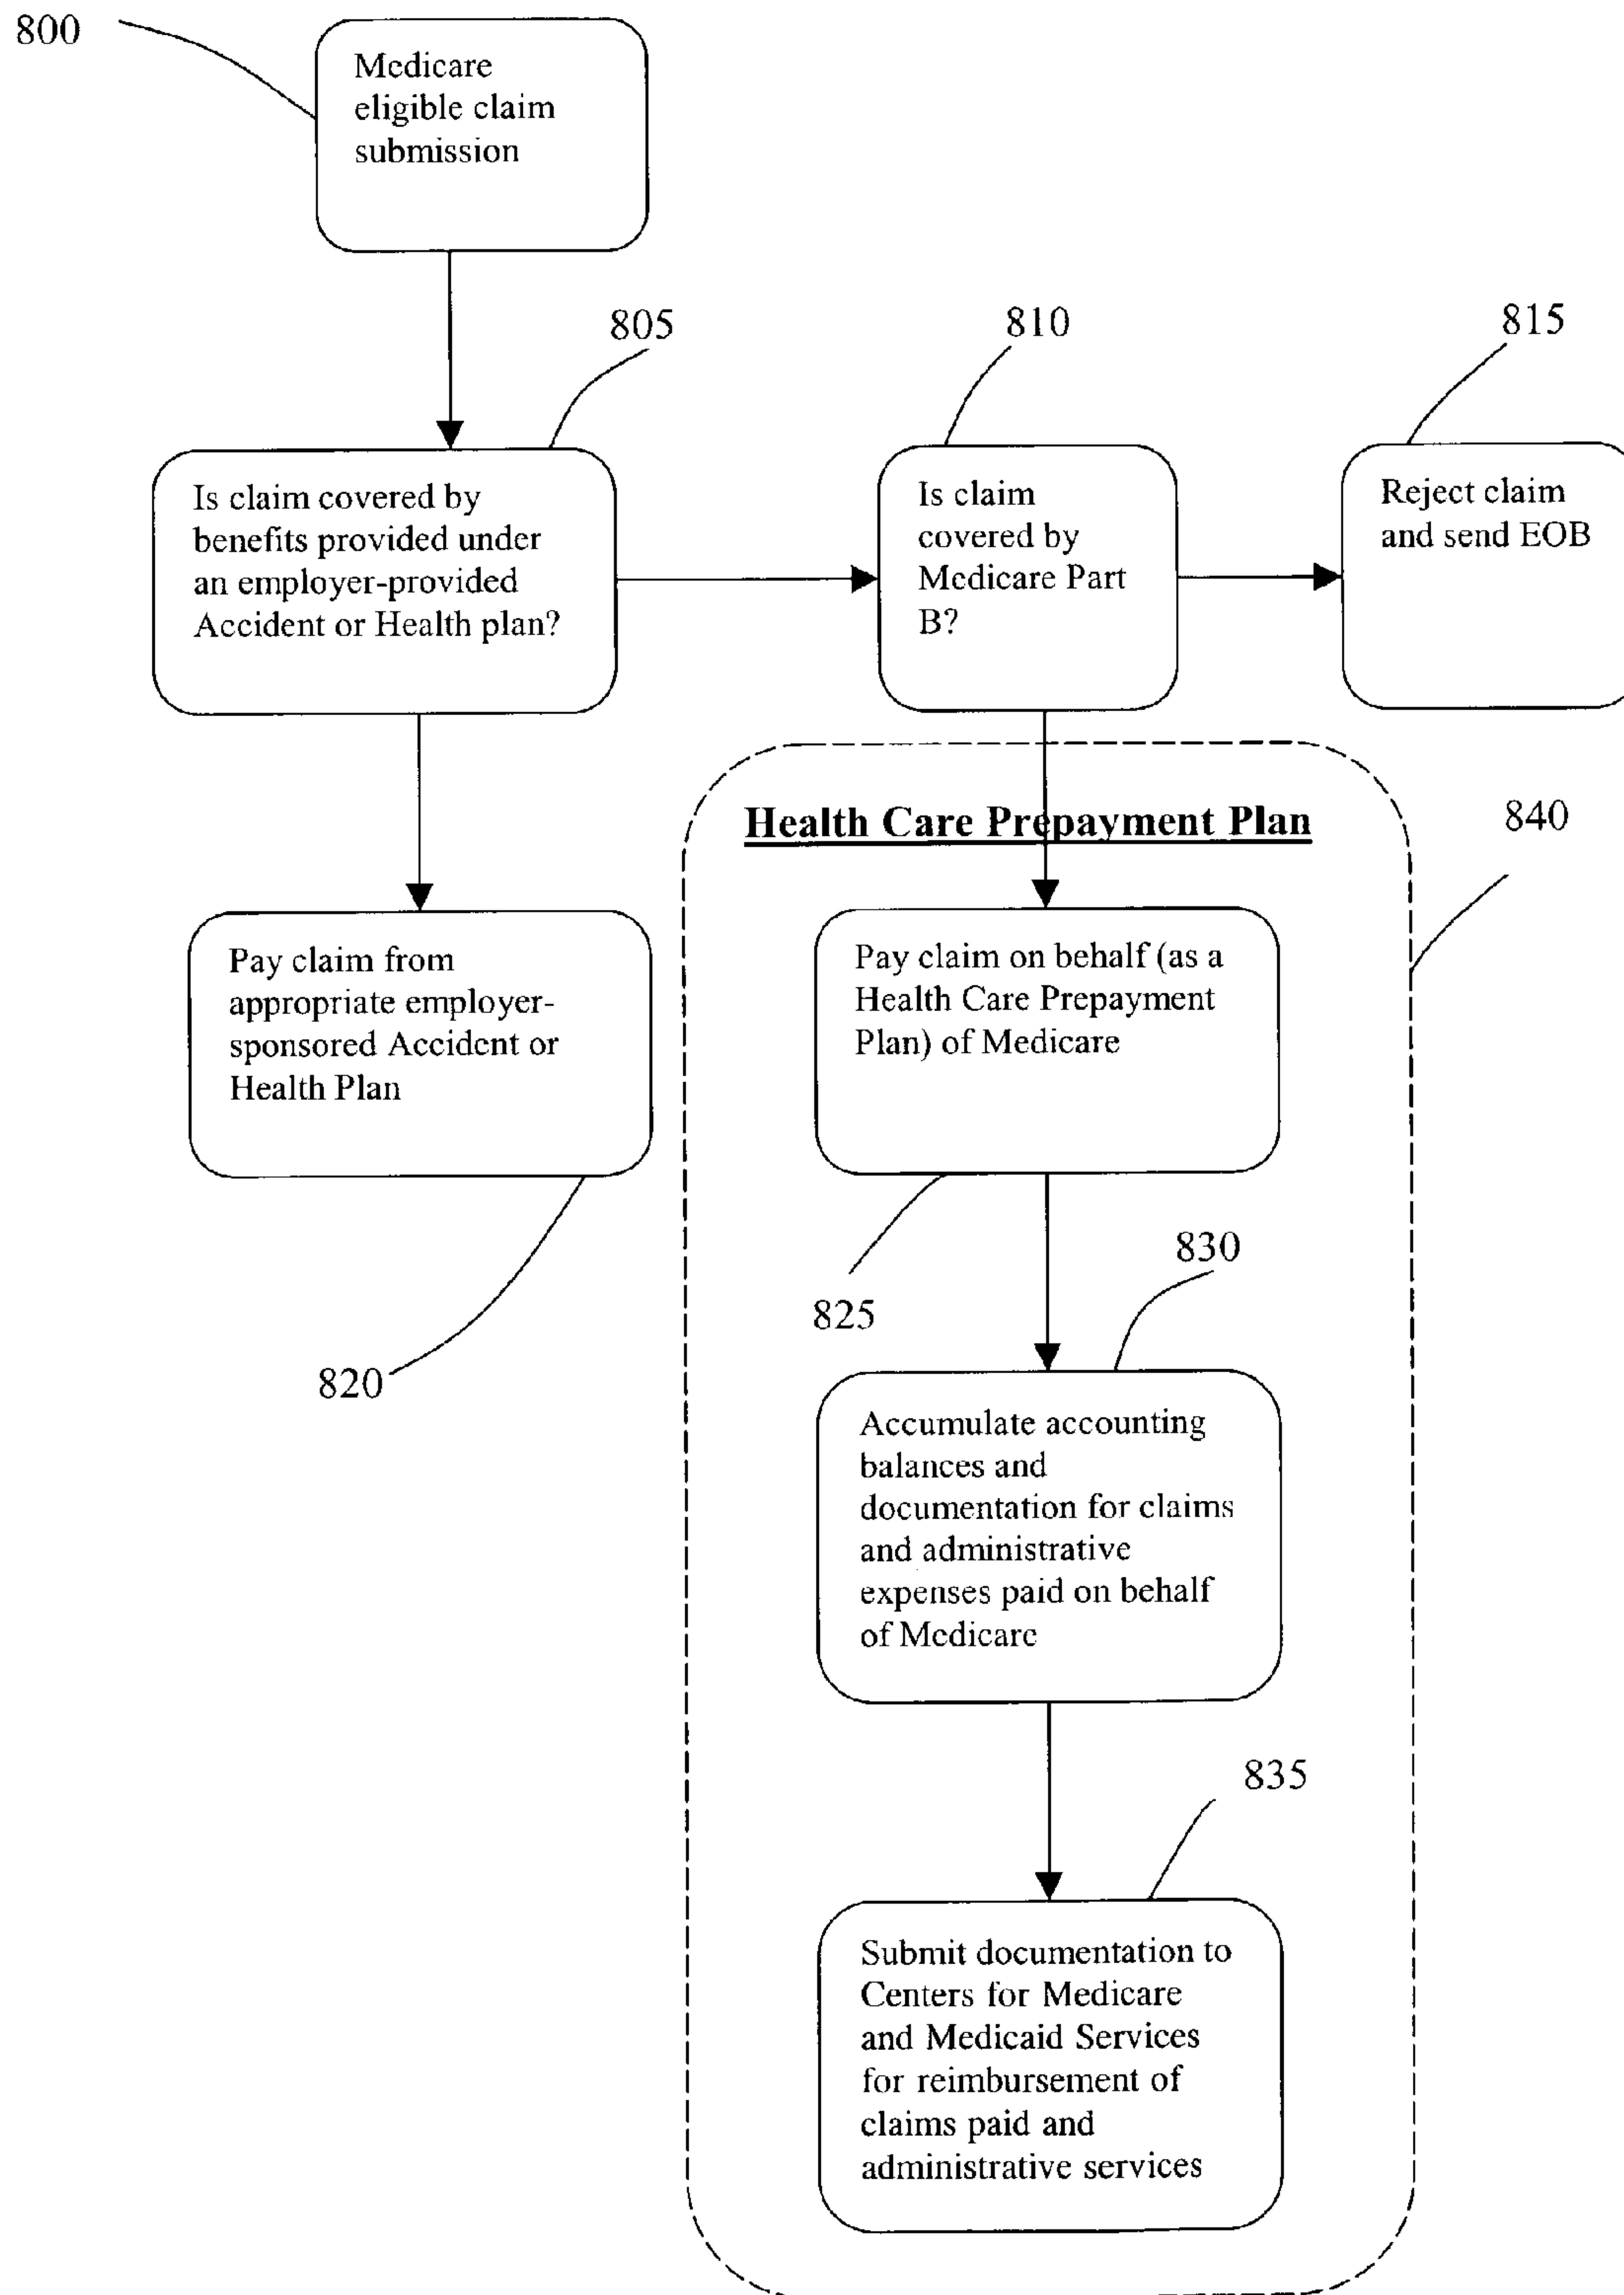 800
Medicare
eligible claim
submission
805
810
815
Is claim covered by
benefits provided under
an employer-provided
Accident or Health plan?
Is claim
covered by
Medicare Part
B?
Reject claim
and send EOB
Health Care Prepayment Plan
840
Pay claim from
appropriate employer-
sponsored Accident or
Health Plan
Pay claim on behalf (as a
Health Care Prepayment
Plan) of Medicare
830
825
820
Accumulate accounting
balances and
documentation for claims
and administrative
expenses paid on behalf
of Medicare
835
Submit documentation to
Centers for Medicare
and Medicaid Services
for reimbursement of
claims paid and
administrative services